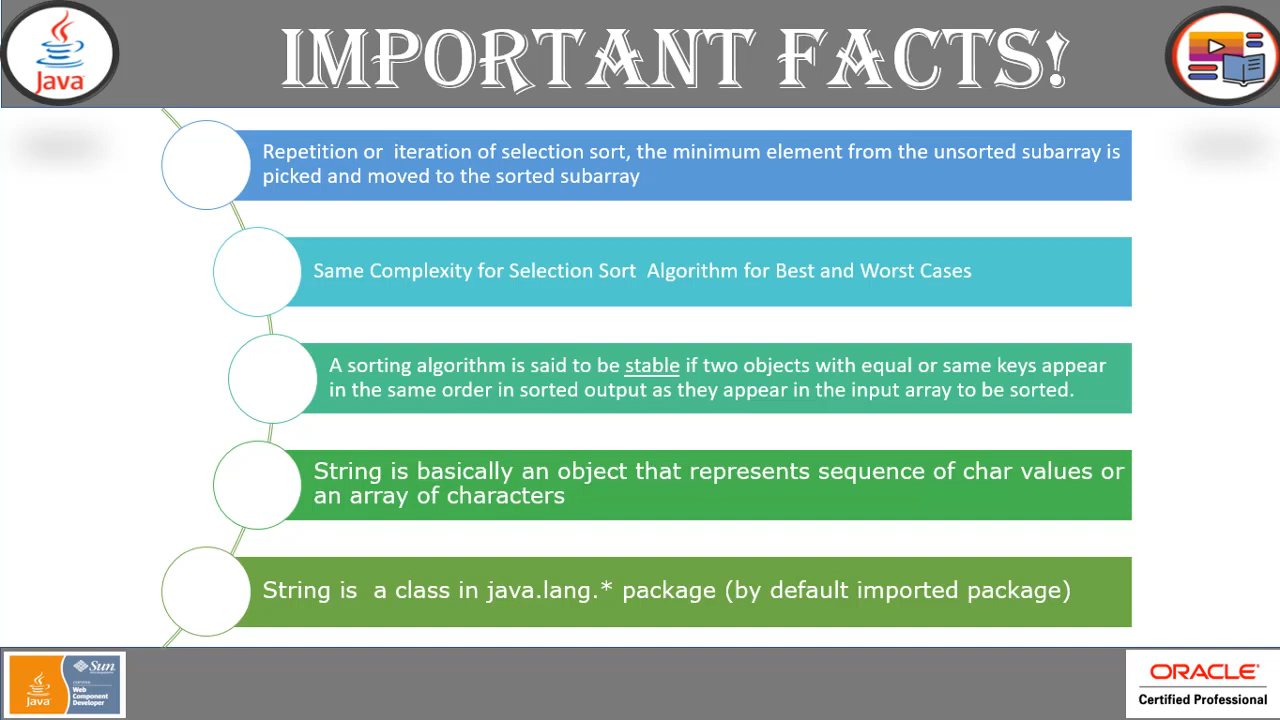 Java
IMPORTANT FACTS!
Repetition or  iteration of selection sort, the minimum element from the unsorted subarray is
picked and moved to the sorted subarray
Same Complexity for Selection Sort  Algorithm for Best and Worst Cases
A sorting algorithm is said to be stable if two objects with equal or same keys appear
in the same order in sorted output as they appear in the input array to be sorted.
String is basically an object that represents sequence of char values or
an array of characters
String is  a class in java.lang.* package (by default imported package)
Java
Sun
CERTIFIED
Web
Component
Developer
ORACLE
Certified Professional